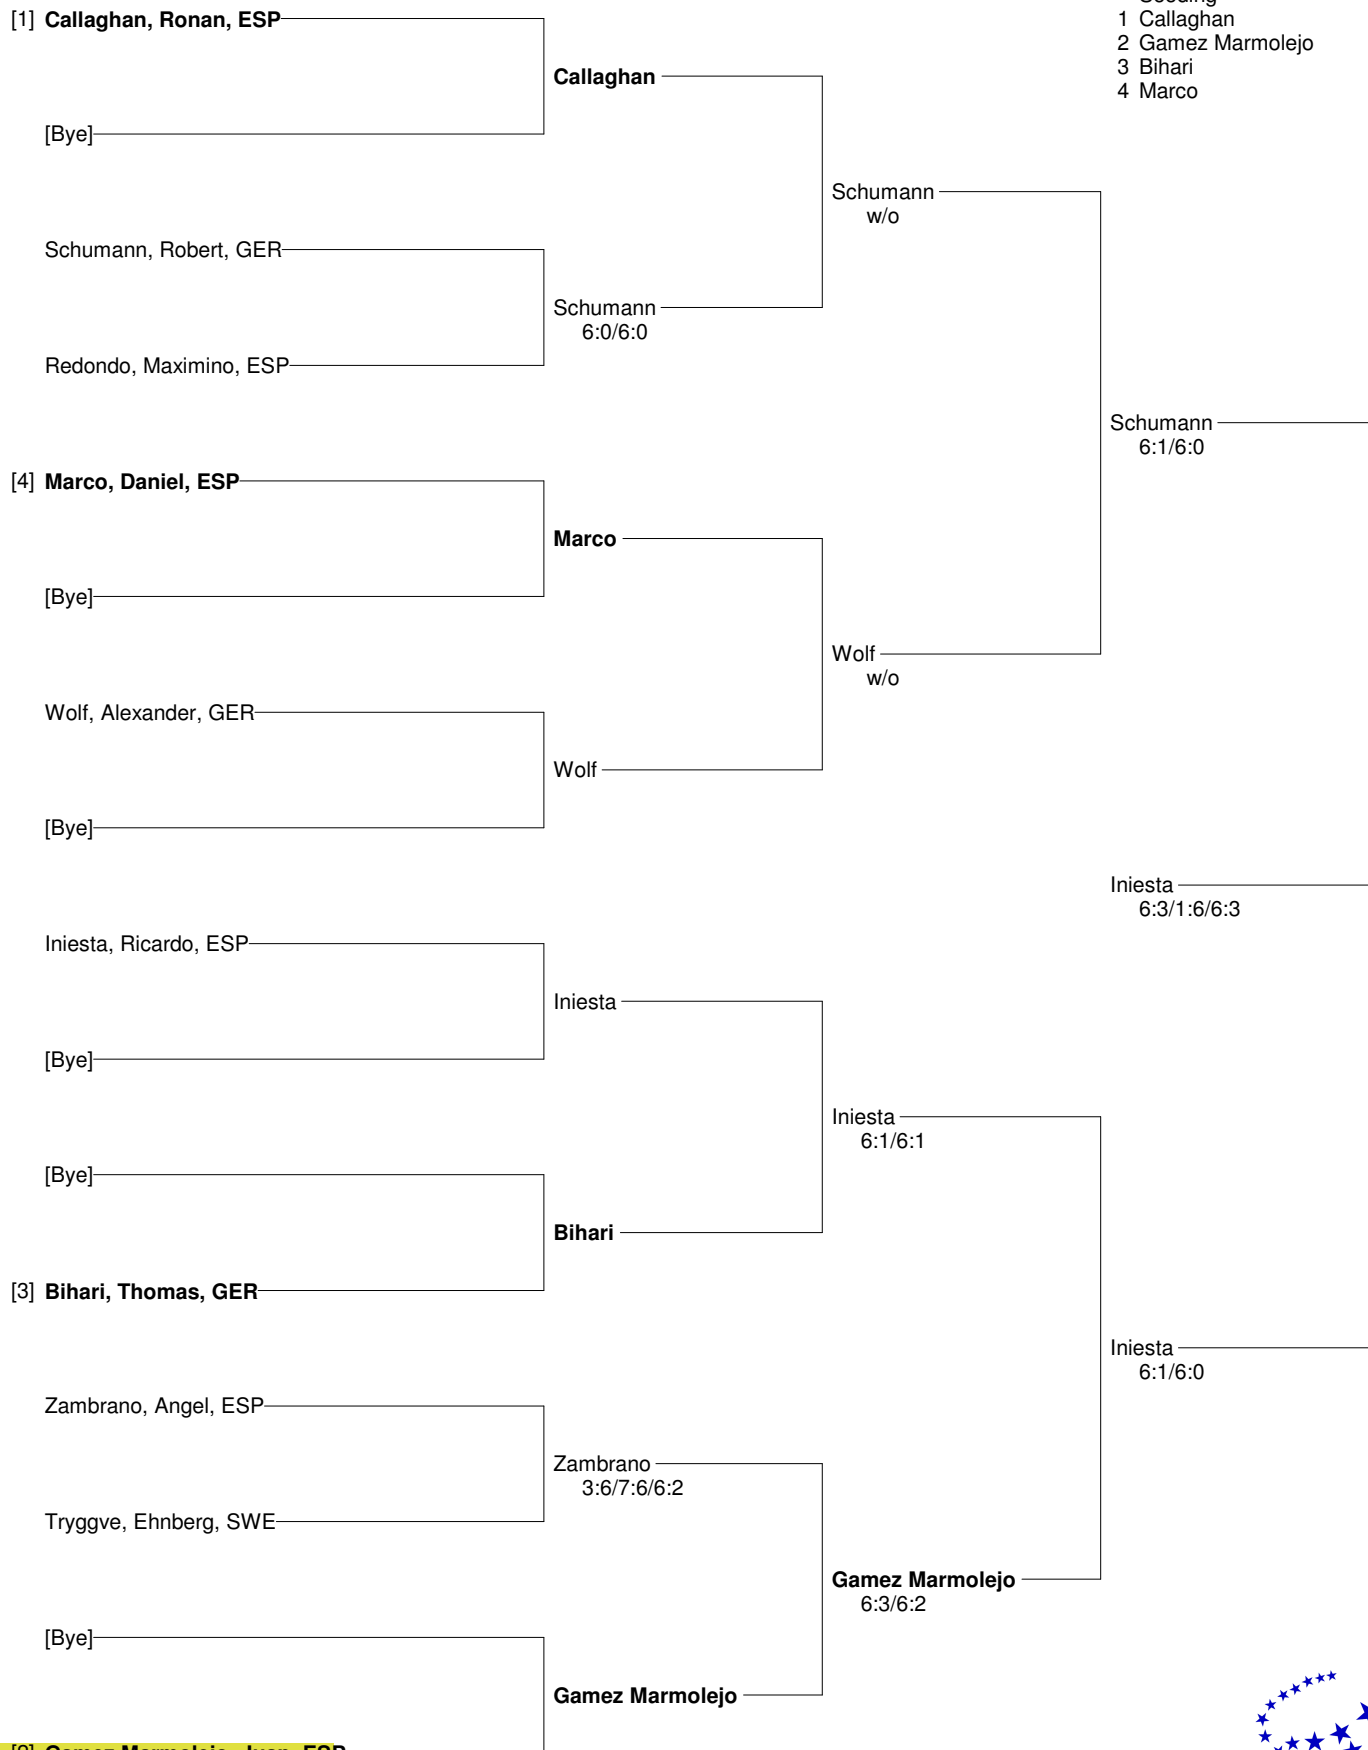 Seeding
1 Callaghan
2 Gamez Marmolejo
3 Bihari
4 Marco
[1] Callaghan, Ronan, ESP
Callaghan
[Bye]
Schumann
w/o
Schumann, Robert, GER
Schumann
6:0/6:0
Redondo, Maximino, ESP
Schumann
6:1/6:0
[4] Marco, Daniel, ESP
Marco
[Bye]
Wolf
w/o
Wolf, Alexander, GER
Wolf
[Bye]
Iniesta
6:3/1:6/6:3
Iniesta, Ricardo, ESP
Iniesta
[Bye]
Iniesta
6:1/6:1
[Bye]
Bihari
[3] Bihari, Thomas, GER
Iniesta
6:1/6:0
Zambrano, Angel, ESP
Zambrano
3:6/7:6/6:2
Tryggve, Ehnberg, SWE
Gamez Marmolejo
6:3/6:2
[Bye]
Gamez Marmolejo
[2] Gamez Marmolejo, Juan, ESP